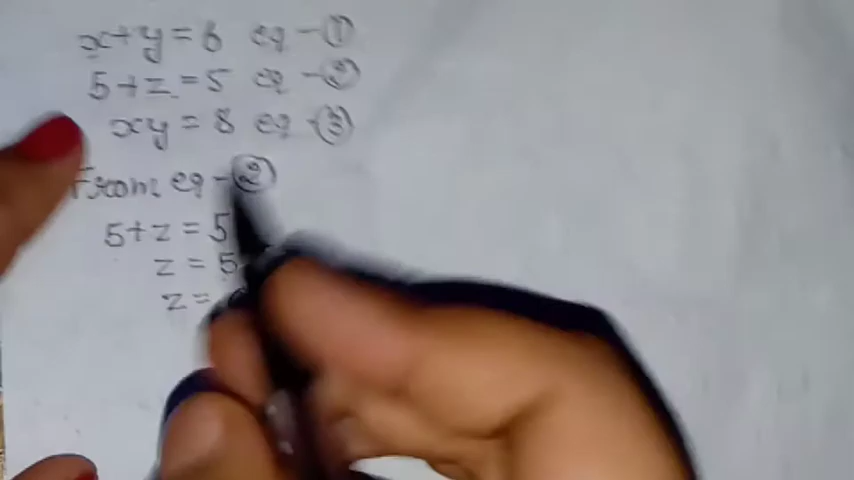 x+y=6 eq-①
5+z=5 eq-②
xy=8 eq-③
From eq-②
5+z=5
z=5
z=